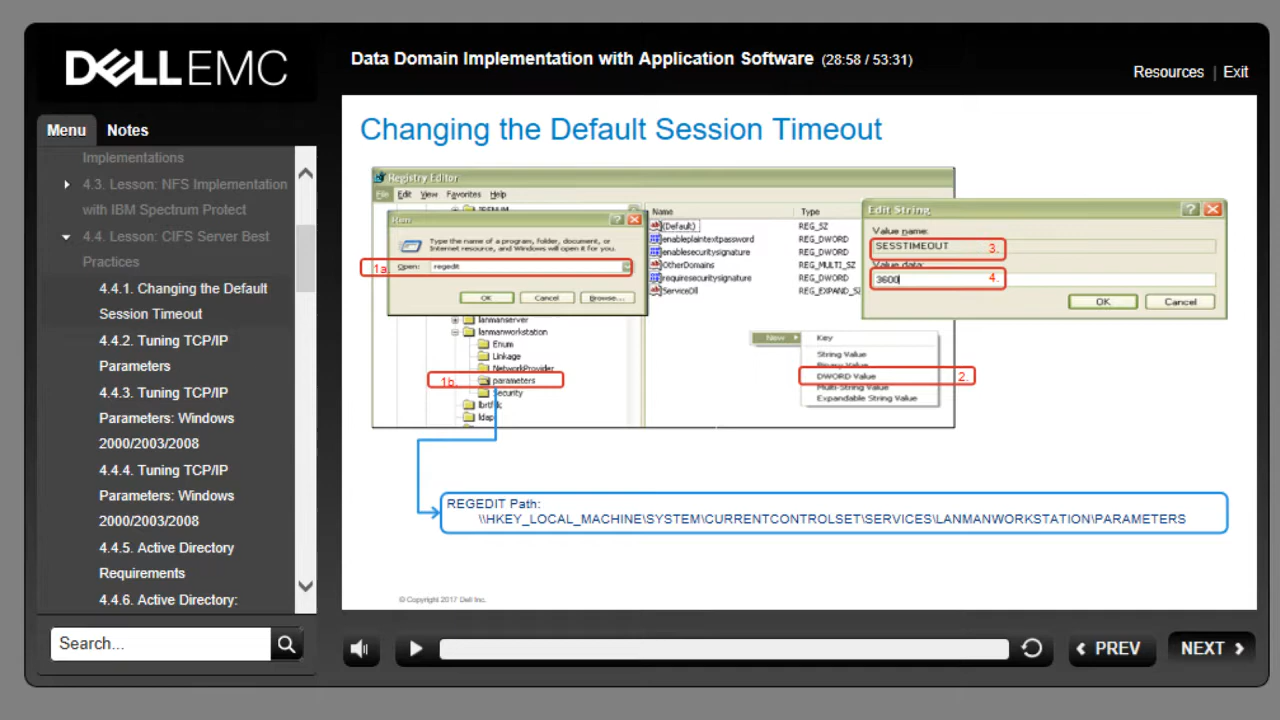 DELLEMC
Data Domain Implementation with Application Software (28:58 / 53:31)
Resources | Exit
Menu
Notes
Implementations
4.3. Lesson: NFS Implementation
with IBM Spectrum Protect
4.4. Lesson: CIFS Server Best
Practices
4.4.1. Changing the Default
Session Timeout
4.4.2. Tuning TCP/IP
Parameters
4.4.3. Tuning TCP/IP
Parameters: Windows
2000/2003/2008
4.4.4. Tuning TCP/IP
Parameters: Windows
2000/2003/2008
4.4.5. Active Directory
Requirements
4.4.6. Active Directory:
Search...
Changing the Default Session Timeout
Registry Editor
File Edit View Favorites Help
Run
Type the name of a program, folder, document, or
Internet resource, and Windows will open it for you.
1a
Open: regedit
OK Cancel Browse...
lanmanserver
lanmanworkstation
Enum
Linkage
NetworkProvider
1b. parameters
Security
ldap
Name Type
(Default) REG_SZ
enableplaintextpassword REG_DWORD
enablesecuritysignature REG_DWORD
OtherDomains REG_MULTI_SZ
requiresecuritysignature REG_DWORD
ServiceDll REG_EXPAND_SZ
New
Key
String Value
Binary Value
DWORD Value 2.
Multi-String Value
Expandable String Value
Edit String
Value name:
SESSTIMEOUT 3.
Value data:
3600 4.
OK Cancel
REGEDIT Path:
\\HKEY_LOCAL_MACHINE\SYSTEM\CURRENTCONTROLSET\SERVICES\LANMANWORKSTATION\PARAMETERS
© Copyright 2017 Dell Inc.
PREV
NEXT